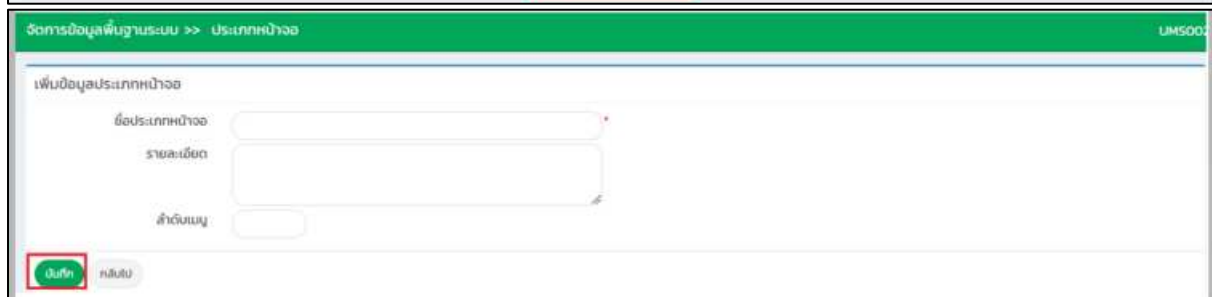 จัดการข้อมูลพื้นฐานระบบ >> ประเภทหน้าจอ UMS002
เพิ่มข้อมูลประเภทหน้าจอ
ชื่อประเภทหน้าจอ *
รายละเอียด
ลำดับเมนู
บันทึก กลับไป